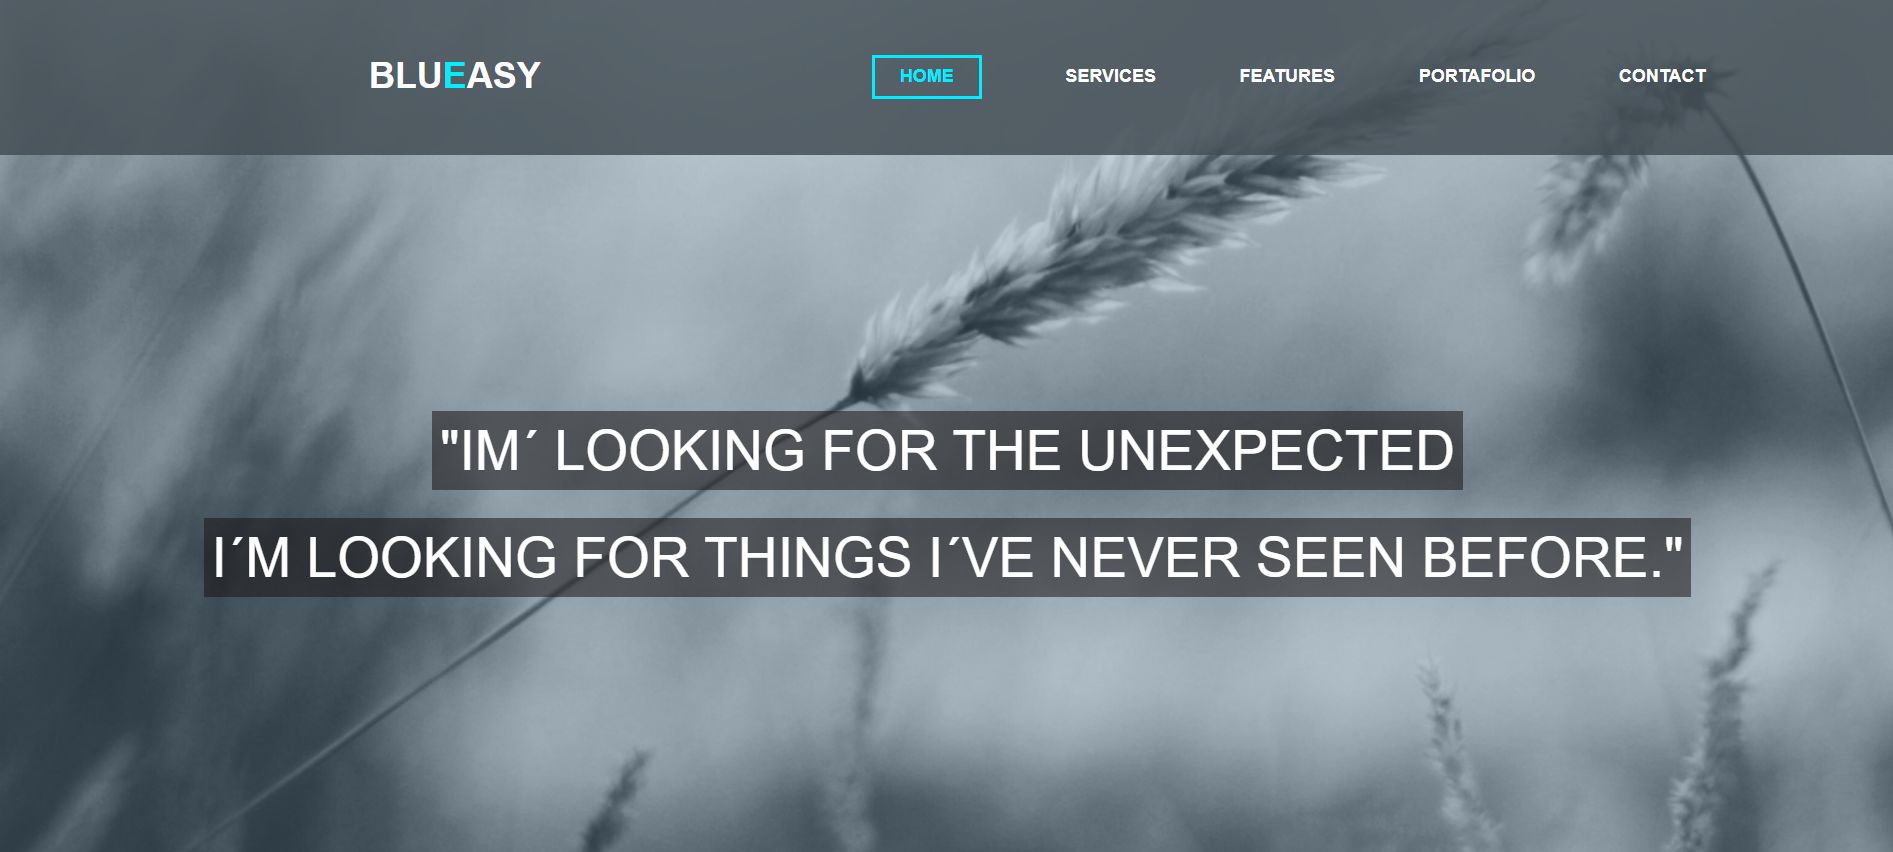 BLUEASY
HOME SERVICES FEATURES PORTAFOLIO CONTACT
"IM´ LOOKING FOR THE UNEXPECTED
I´M LOOKING FOR THINGS I´VE NEVER SEEN BEFORE."